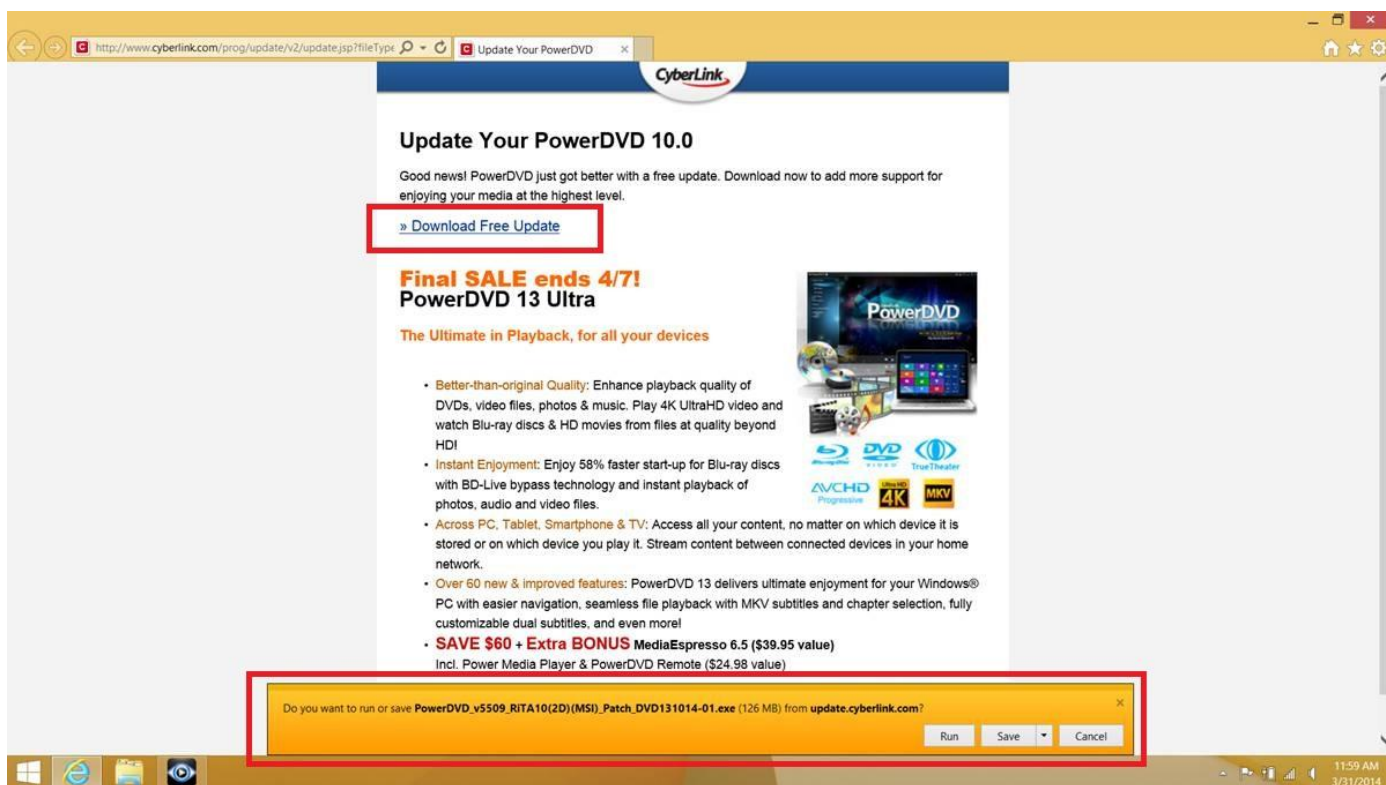 http://www.cyberlink.com/prog/update/v2/update.jsp?fileType
Update Your PowerDVD
CyberLink
Update Your PowerDVD 10.0
Good news! PowerDVD just got better with a free update. Download now to add more support for
enjoying your media at the highest level.
» Download Free Update
Final SALE ends 4/7!
PowerDVD 13 Ultra
The Ultimate in Playback, for all your devices
PowerDVD
• Better-than-original Quality: Enhance playback quality of
DVDs, video files, photos & music. Play 4K UltraHD video and
watch Blu-ray discs & HD movies from files at quality beyond
HD!
• Instant Enjoyment: Enjoy 58% faster start-up for Blu-ray discs
with BD-Live bypass technology and instant playback of
photos, audio and video files.
Blu-ray Disc
DVD
VIDEO
TrueTheater
AVCHD
Progressive
Ultra HD
4K
MKV
• Across PC, Tablet, Smartphone & TV: Access all your content, no matter on which device it is
stored or on which device you play it. Stream content between connected devices in your home
network.
• Over 60 new & improved features: PowerDVD 13 delivers ultimate enjoyment for your Windows®
PC with easier navigation, seamless file playback with MKV subtitles and chapter selection, fully
customizable dual subtitles, and even more!
• SAVE $60 + Extra BONUS MediaEspresso 6.5 ($39.95 value)
Incl. Power Media Player & PowerDVD Remote ($24.98 value)
Do you want to run or save PowerDVD_v5509_RiTA10(2D)(MSI)_Patch_DVD131014-01.exe (126 MB) from update.cyberlink.com?
Run
Save
Cancel
11:59 AM
3/31/2014